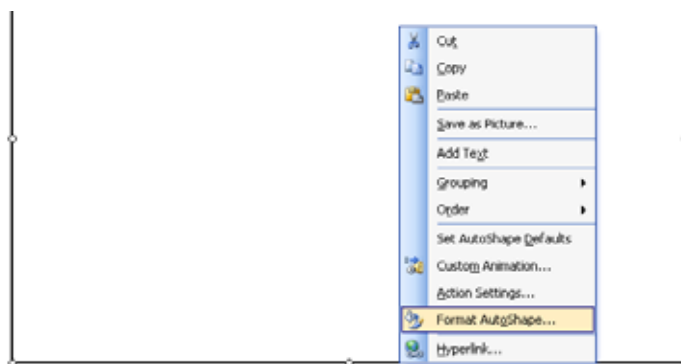 Cut
Copy
Paste
Save as Picture...
Add Text
Grouping
Order
Set AutoShape Defaults
Custom Animation...
Action Settings...
Format AutoShape...
Hyperlink...